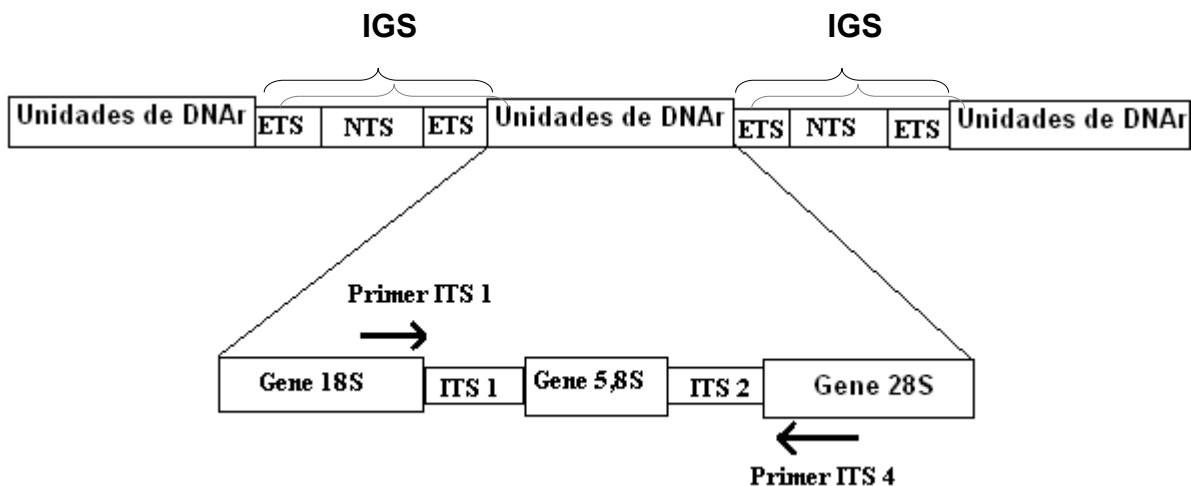 IGS IGS
Unidades de DNAr ETS NTS ETS Unidades de DNAr ETS NTS ETS Unidades de DNAr
Primer ITS 1
Gene 18S ITS 1 Gene 5,8S ITS 2 Gene 28S
Primer ITS 4